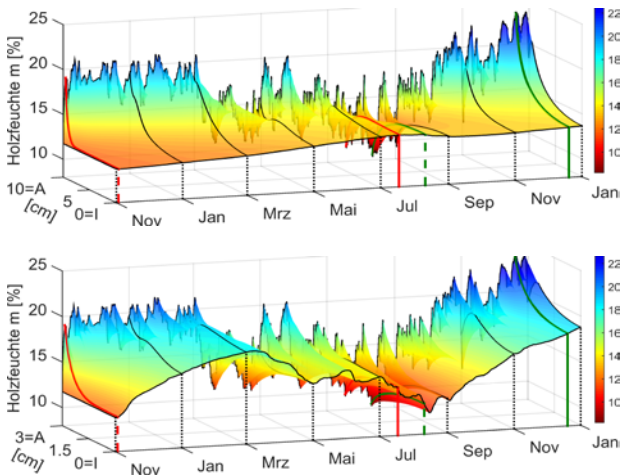 25
20
15
10
Holzfeuchte m [%]
10=A
5
0=I
[cm]
Nov
Jan
Mrz
Mai
Jul
Sep
Nov
Jan
22
20
18
16
14
12
10
25
20
15
10
Holzfeuchte m [%]
3=A
1.5
0=I
[cm]
Nov
Jan
Mrz
Mai
Jul
Sep
Nov
Jan
22
20
18
16
14
12
10